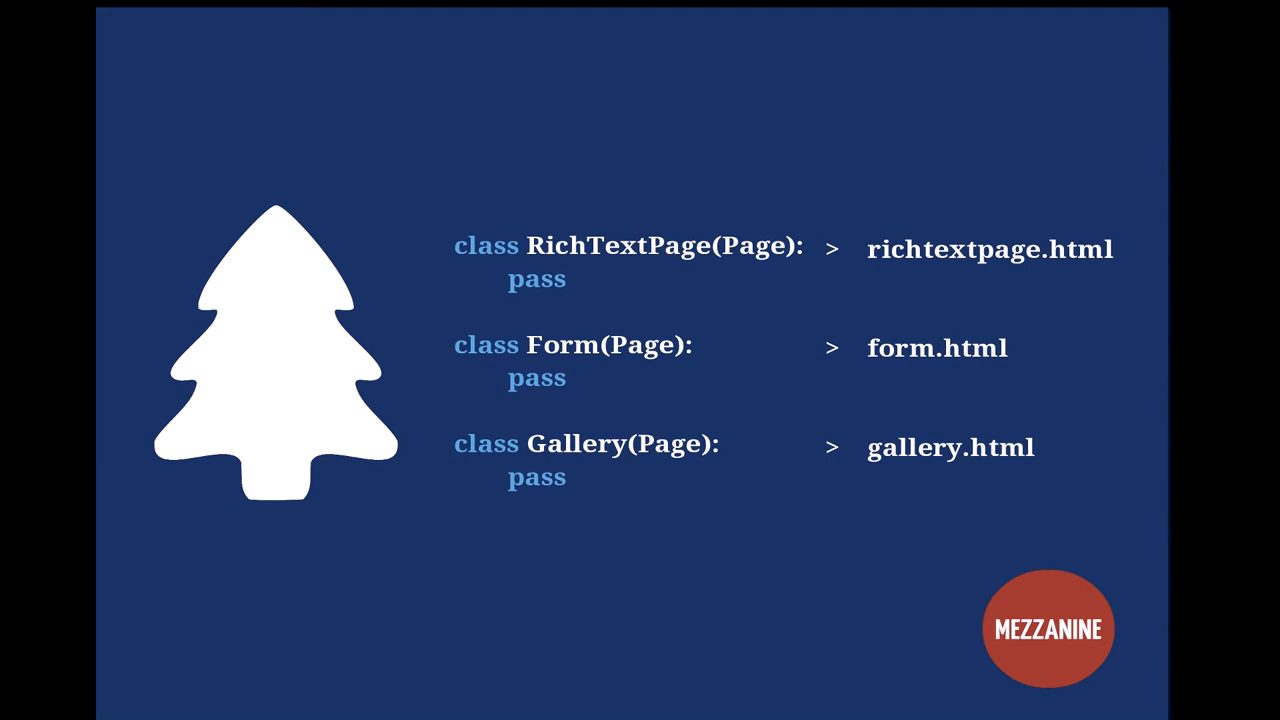 class RichTextPage(Page): > richtextpage.html
pass
class Form(Page): > form.html
pass
class Gallery(Page): > gallery.html
pass
MEZZANINE